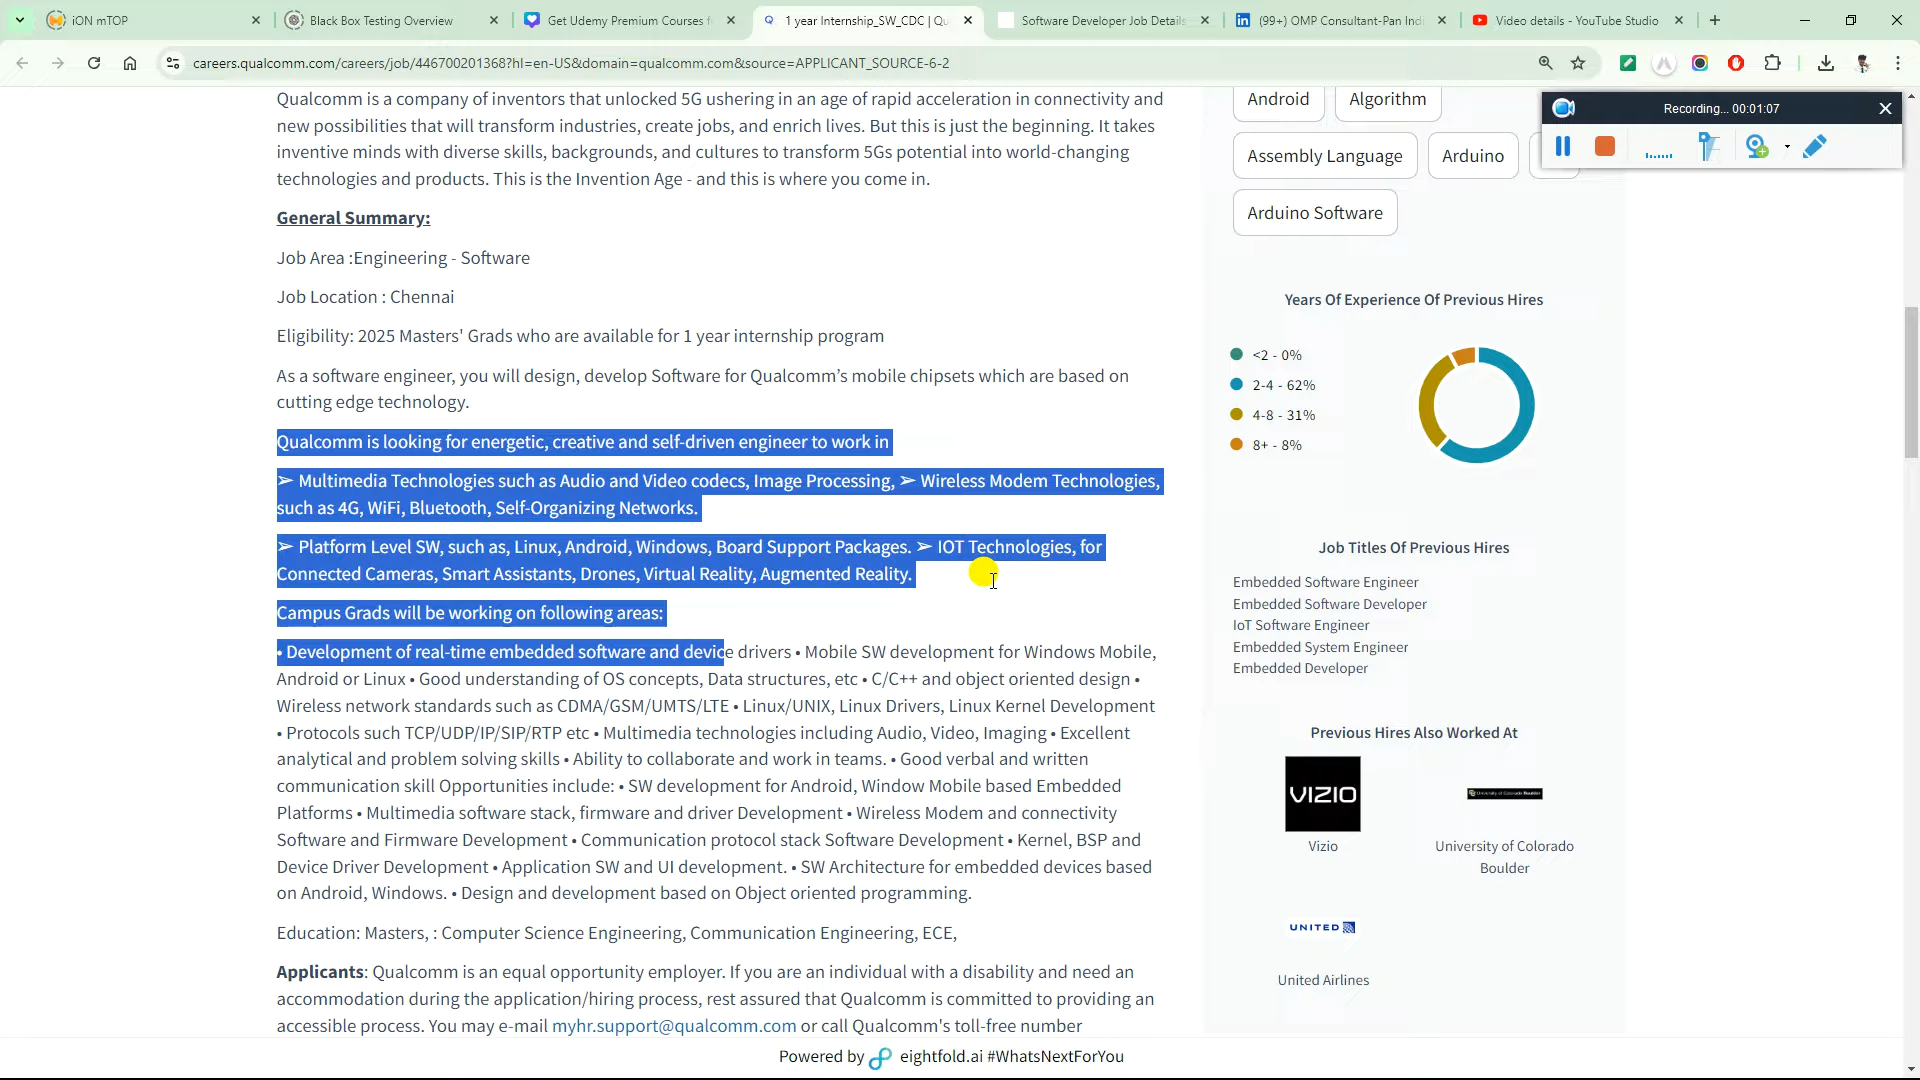 iON mTOP
Black Box Testing Overview
Get Udemy Premium Courses f
1 year Internship_SW_CDC | Qu
Software Developer Job Details
(99+) OMP Consultant-Pan Indi
Video details - YouTube Studio
careers.qualcomm.com/careers/job/446700201368?hl=en-US&domain=qualcomm.com&source=APPLICANT_SOURCE-6-2
Recording... 00:01:07
Qualcomm is a company of inventors that unlocked 5G ushering in an age of rapid acceleration in connectivity and
new possibilities that will transform industries, create jobs, and enrich lives. But this is just the beginning. It takes
inventive minds with diverse skills, backgrounds, and cultures to transform 5Gs potential into world-changing
technologies and products. This is the Invention Age - and this is where you come in.
General Summary:
Job Area :Engineering - Software
Job Location : Chennai
Eligibility: 2025 Masters' Grads who are available for 1 year internship program
As a software engineer, you will design, develop Software for Qualcomm’s mobile chipsets which are based on
cutting edge technology.
Qualcomm is looking for energetic, creative and self-driven engineer to work in
➢ Multimedia Technologies such as Audio and Video codecs, Image Processing, ➢ Wireless Modem Technologies,
such as 4G, WiFi, Bluetooth, Self-Organizing Networks.
➢ Platform Level SW, such as, Linux, Android, Windows, Board Support Packages. ➢ IOT Technologies, for
Connected Cameras, Smart Assistants, Drones, Virtual Reality, Augmented Reality.
Campus Grads will be working on following areas:
• Development of real-time embedded software and device drivers • Mobile SW development for Windows Mobile,
Android or Linux • Good understanding of OS concepts, Data structures, etc • C/C++ and object oriented design •
Wireless network standards such as CDMA/GSM/UMTS/LTE • Linux/UNIX, Linux Drivers, Linux Kernel Development
• Protocols such TCP/UDP/IP/SIP/RTP etc • Multimedia technologies including Audio, Video, Imaging • Excellent
analytical and problem solving skills • Ability to collaborate and work in teams. • Good verbal and written
communication skill Opportunities include: • SW development for Android, Window Mobile based Embedded
Platforms • Multimedia software stack, firmware and driver Development • Wireless Modem and connectivity
Software and Firmware Development • Communication protocol stack Software Development • Kernel, BSP and
Device Driver Development • Application SW and UI development. • SW Architecture for embedded devices based
on Android, Windows. • Design and development based on Object oriented programming.
Education: Masters, : Computer Science Engineering, Communication Engineering, ECE,
Applicants: Qualcomm is an equal opportunity employer. If you are an individual with a disability and need an
accommodation during the application/hiring process, rest assured that Qualcomm is committed to providing an
accessible process. You may e-mail myhr.support@qualcomm.com or call Qualcomm's toll-free number
Android
Algorithm
Assembly Language
Arduino
Arduino Software
Years Of Experience Of Previous Hires
<2 - 0%
2-4 - 62%
4-8 - 31%
8+ - 8%
Job Titles Of Previous Hires
Embedded Software Engineer
Embedded Software Developer
IoT Software Engineer
Embedded System Engineer
Embedded Developer
Previous Hires Also Worked At
VIZIO
University of Colorado Boulder
Vizio
University of Colorado
Boulder
UNITED
United Airlines
Powered by eightfold.ai #WhatsNextForYou